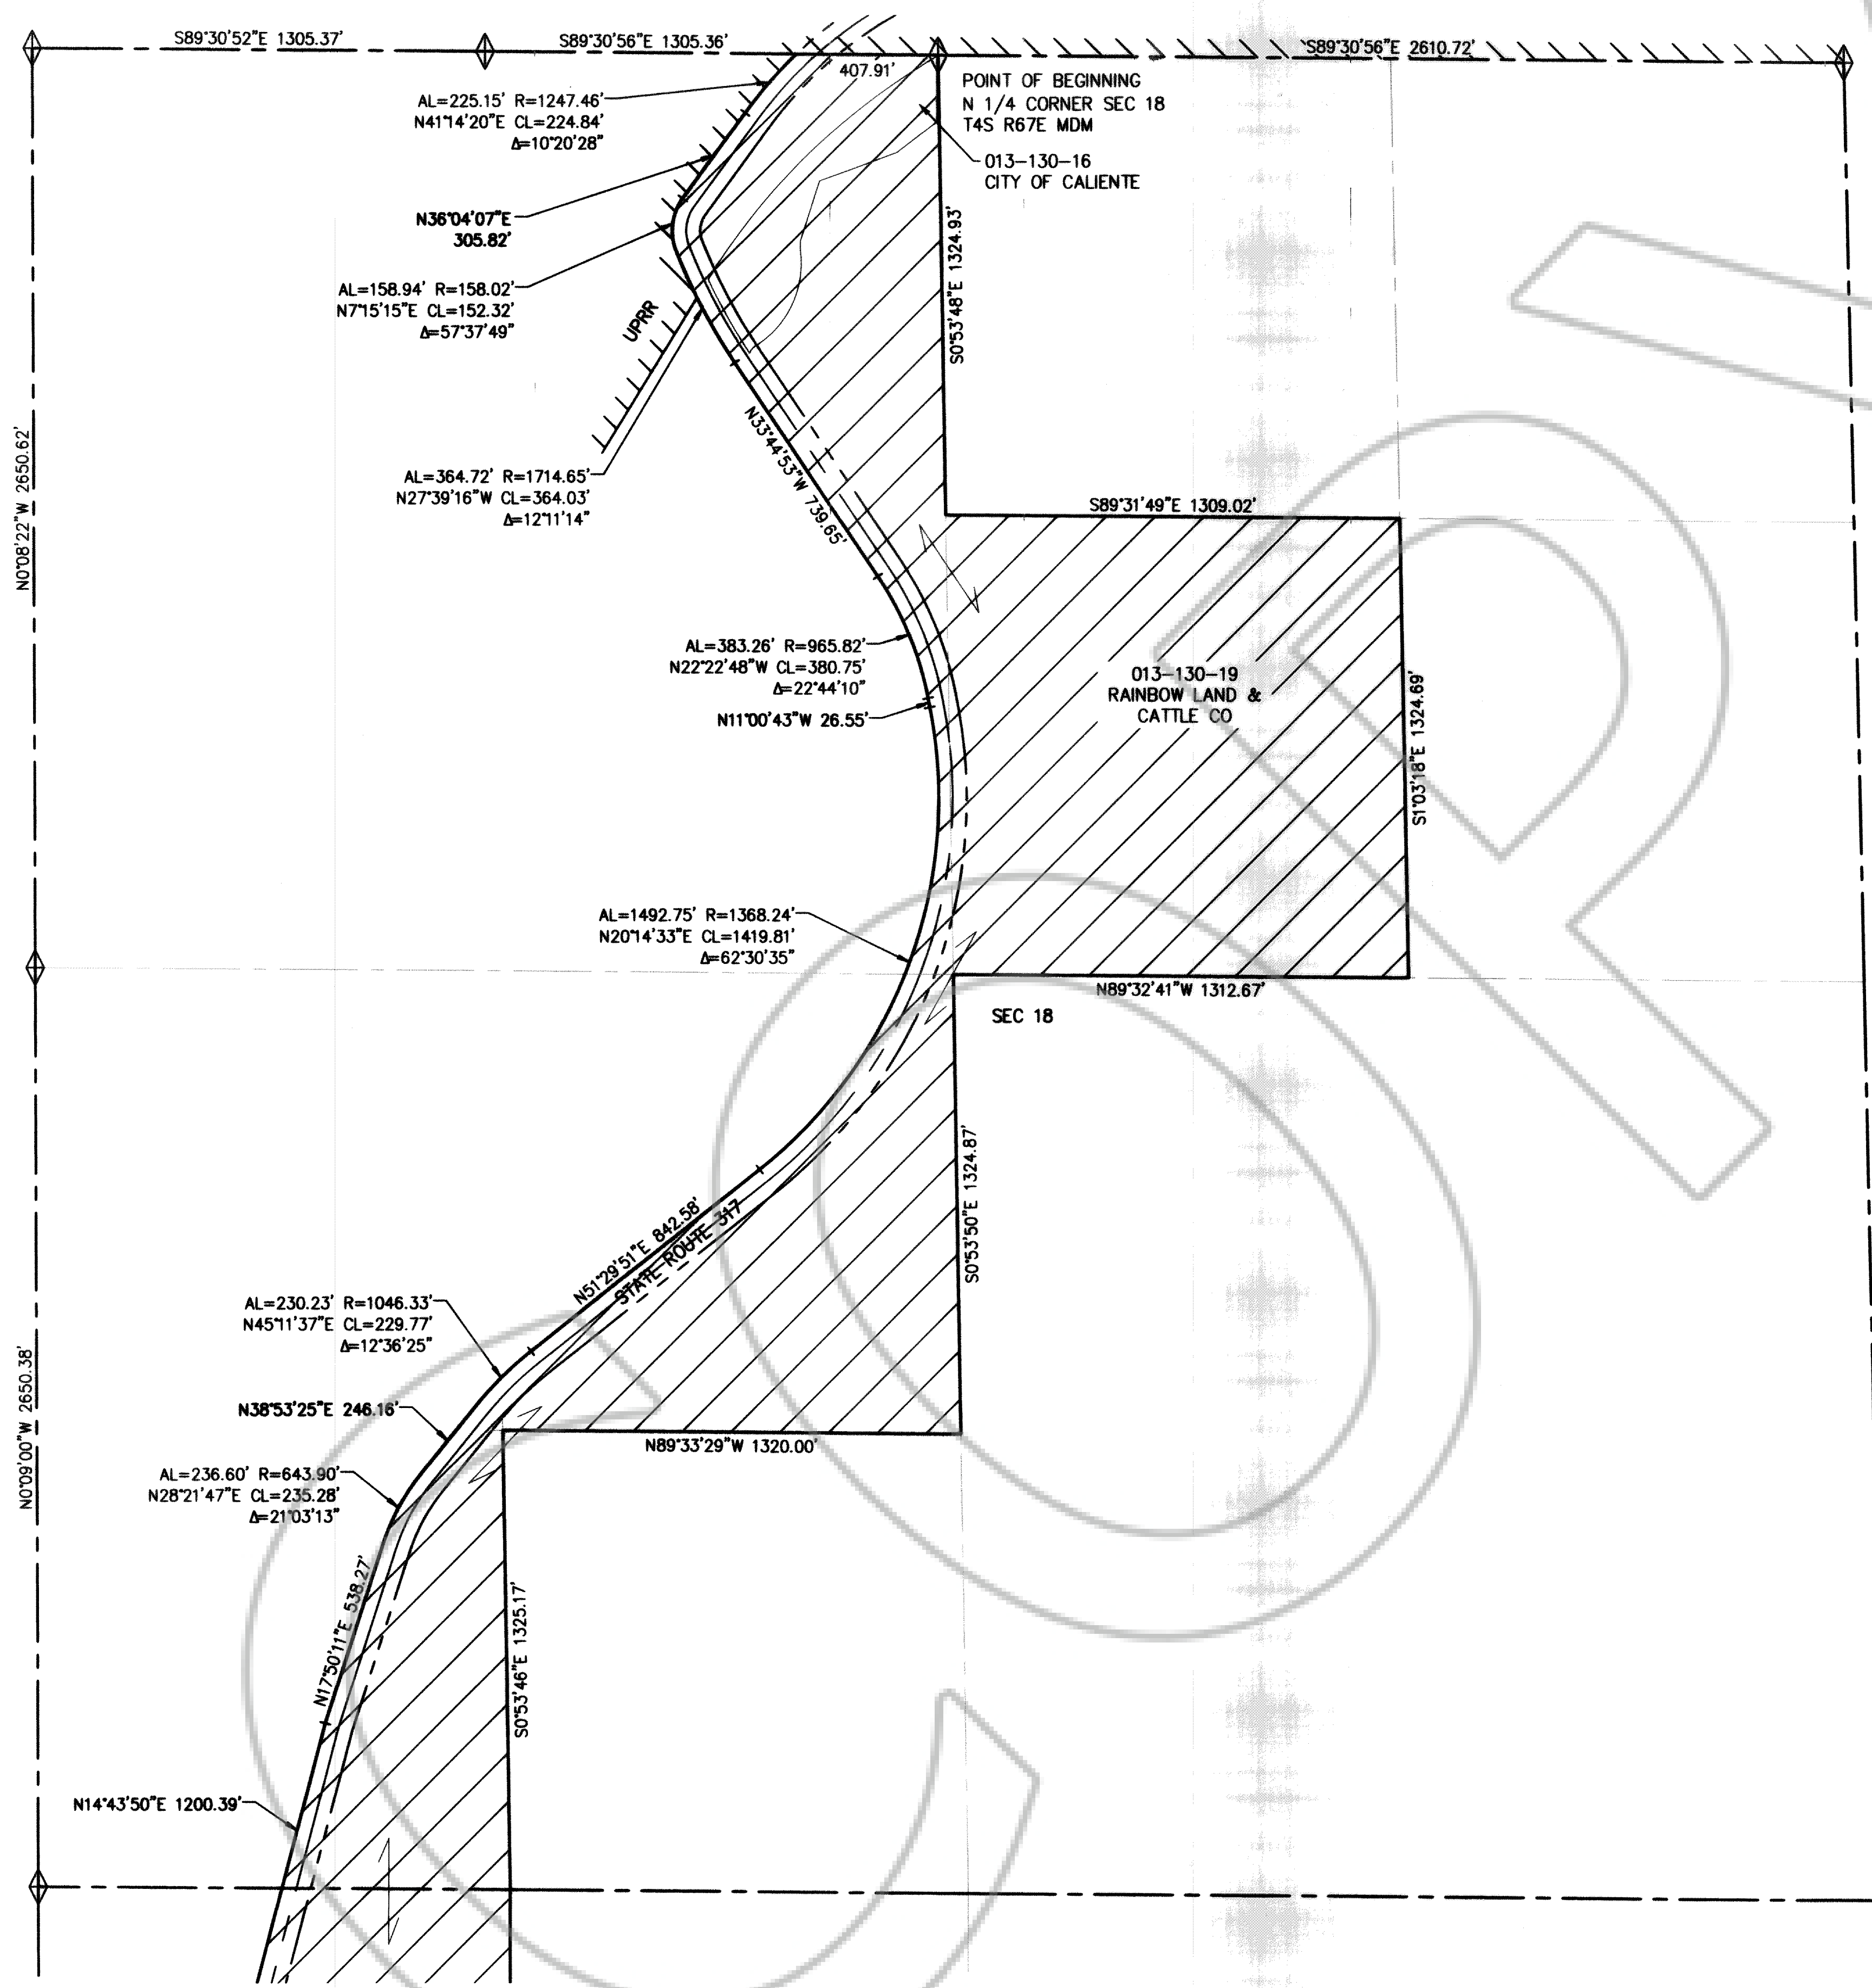 S89°30'52"E 1305.37'
S89°30'56"E 1305.36'
S89°30'56"E 2610.72'
407.91'
POINT OF BEGINNING
N 1/4 CORNER SEC 18
T4S R67E MDM
AL=225.15' R=1247.46'
N41°14'20"E CL=224.84'
Δ=10°20'28"
013-130-16
CITY OF CALIENTE
N36°04'07"E
305.82'
S0°53'48"E 1324.93'
AL=158.94' R=158.02'
N7°15'15"E CL=152.32'
Δ=57°37'49"
UPRR
N0°08'22"W 2650.62'
N33°44'53"W 739.65'
AL=364.72' R=1714.65'
N27°39'16"W CL=364.03'
Δ=12°11'14"
S89°31'49"E 1309.02'
AL=383.26' R=965.82'
N22°22'48"W CL=380.75'
Δ=22°44'10"
N11°00'43"W 26.55'
013-130-19
RAINBOW LAND &
CATTLE CO
S1°03'18"E 1324.69'
AL=1492.75' R=1368.24'
N20°14'33"E CL=1419.81'
Δ=62°30'35"
N89°32'41"W 1312.67'
SEC 18
S0°53'50"E 1324.87'
N51°29'51"E 842.58'
STATE ROUTE 317
AL=230.23' R=1046.33'
N45°11'37"E CL=229.77'
Δ=12°36'25"
N0°09'00"W 2650.38'
N38°53'25"E 246.16'
N89°33'29"W 1320.00'
AL=236.60' R=643.90'
N28°21'47"E CL=235.28'
Δ=21°03'13"
N17°50'11"E 538.27'
S0°53'46"E 1325.17'
N14°43'50"E 1200.39'